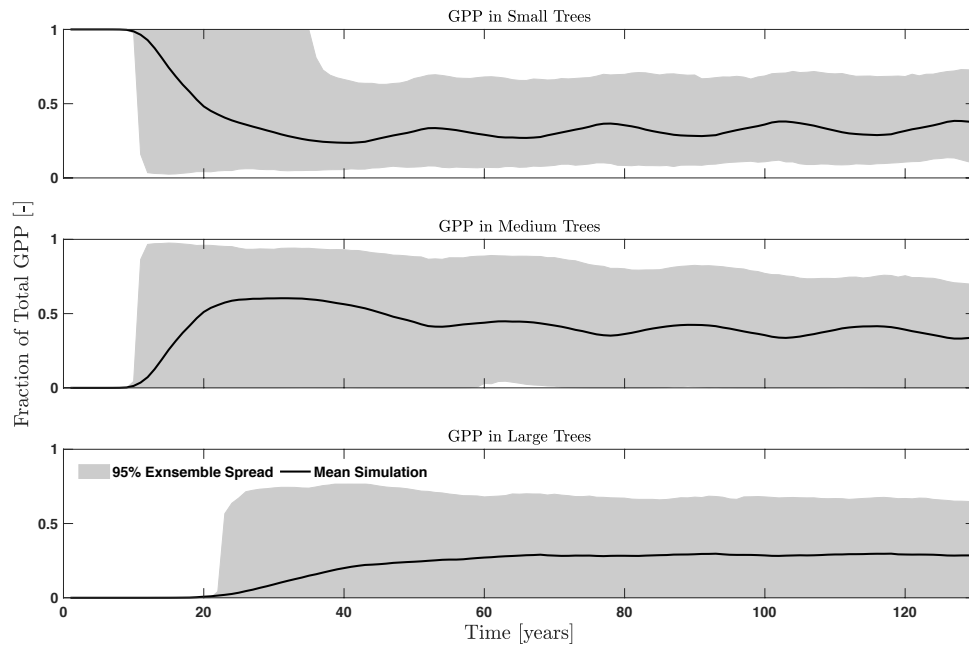 GPP in Small Trees
1
0.5
0
GPP in Medium Trees
1
0.5
0
Fraction of Total GPP [-]
GPP in Large Trees
1
95% Exnsemble Spread Mean Simulation
0.5
0
0 20 40 60 80 100 120
Time [years]